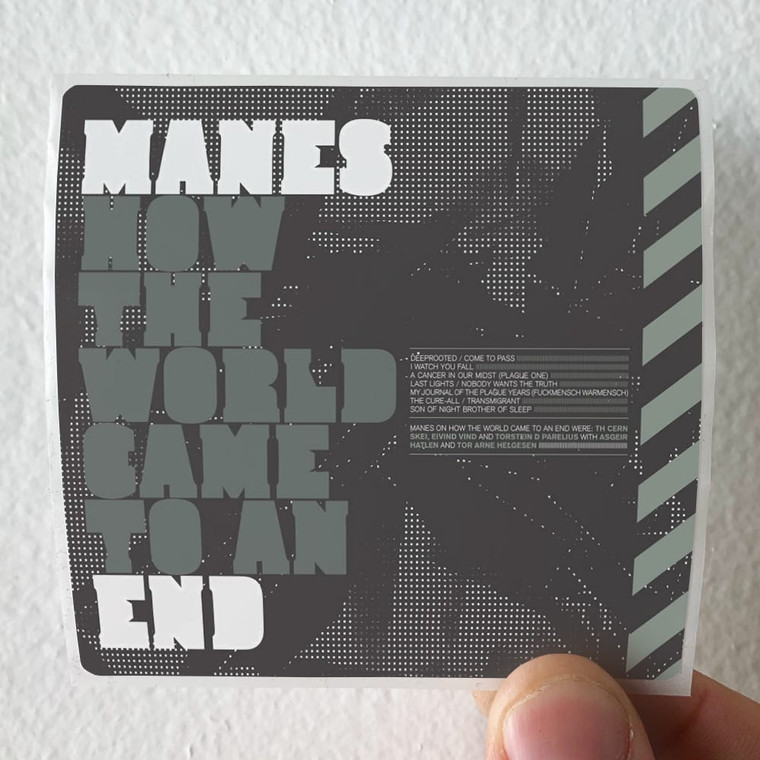 MANES
HOW
THE
WORLD
CAME
TO AN
END
DEEPROOTED / COME TO PASS
I WATCH YOU FALL
A CANCER IN OUR MIDST (PLAGUE ONE)
LAST LIGHTS / NOBODY WANTS THE TRUTH
MY JOURNAL OF THE PLAGUE YEARS (FUCKMENSCH WARMENSCH)
THE CURE-ALL / TRANSMIGRANT
SON OF NIGHT BROTHER OF SLEEP
MANES ON HOW THE WORLD CAME TO AN END WERE: TH CERN
SKEI, EIVIND VIND AND TORSTEIN D PARELIUS WITH ASGEIR
HATLEN AND TOR ARNE HELGESEN